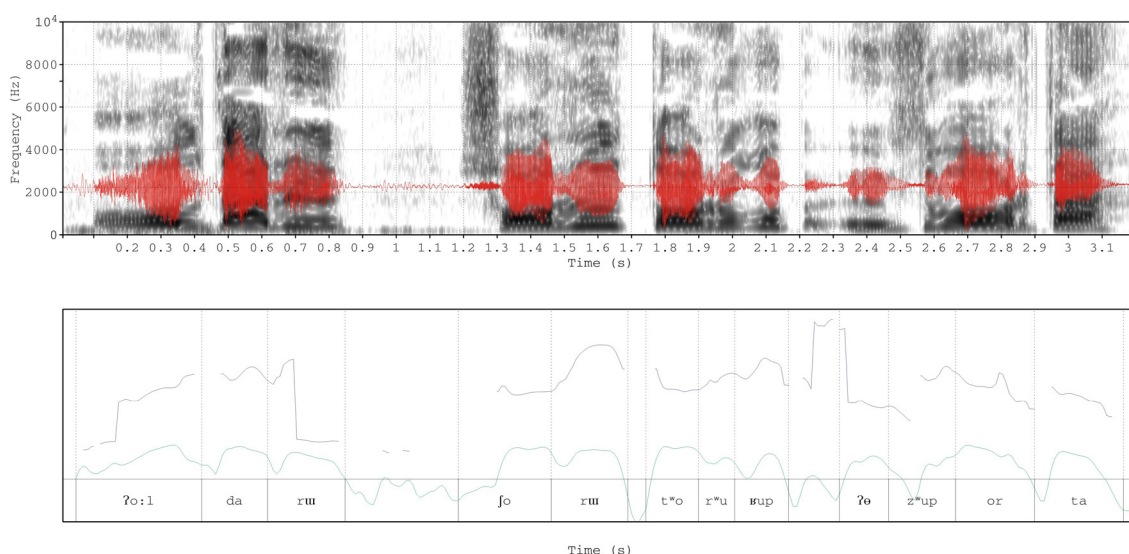 10⁴
8000
6000
4000
2000
0
Frequency (Hz)
0.2 0.3 0.4 0.5 0.6 0.7 0.8 0.9 1 1.1 1.2 1.3 1.4 1.5 1.6 1.7 1.8 1.9 2 2.1 2.2 2.3 2.4 2.5 2.6 2.7 2.8 2.9 3 3.1
Time (s)
ʔo:l da rɯ ʃo rɯ tʷo rʷu ʁup ʔɵ zʷup or ta
Time (s)